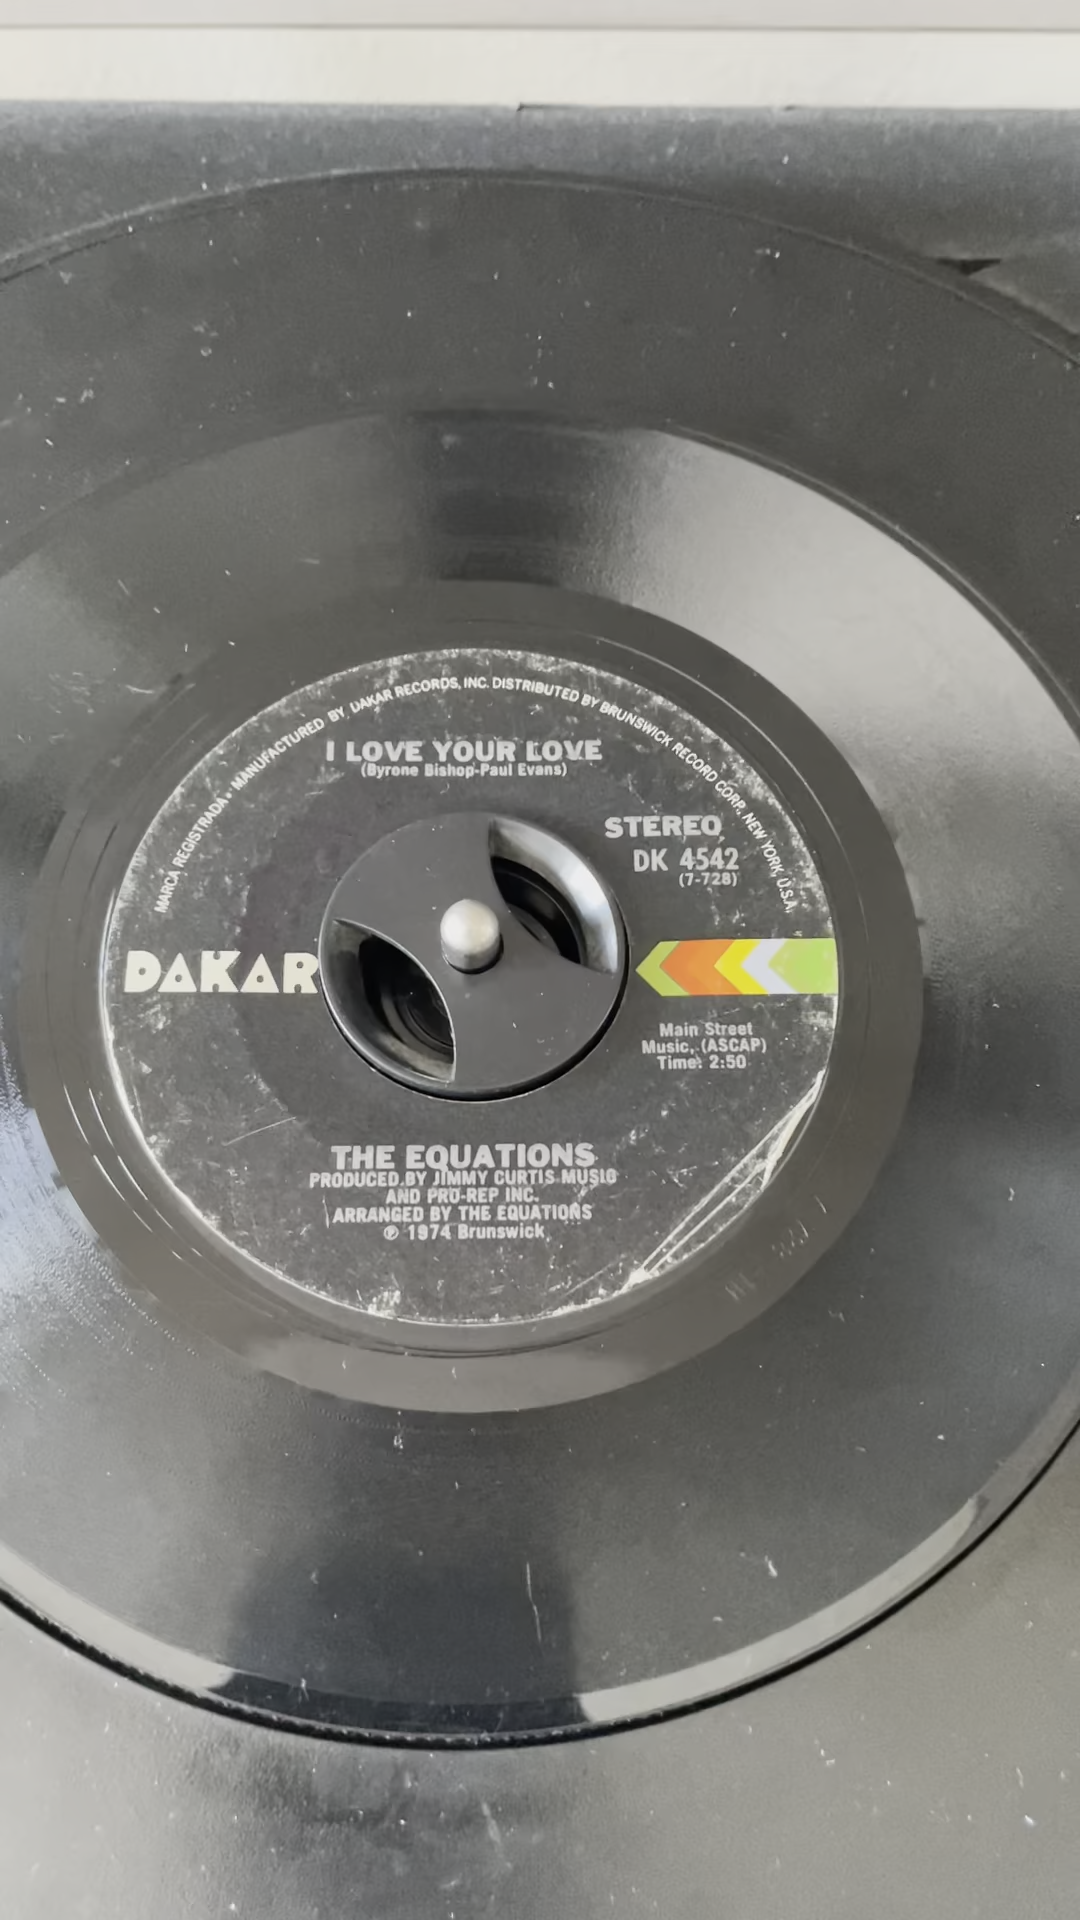 MARCA REGISTRADA • MANUFACTURED BY DAKAR RECORDS, INC. DISTRIBUTED BY BRUNSWICK RECORD CORP. NEW YORK, U.S.A.
I LOVE YOUR LOVE
(Byrone Bishop-Paul Evans)
STEREO
DK 4542
(7-728)
DAKAR
Main Street
Music, (ASCAP)
Time: 2:50
THE EQUATIONS
PRODUCED BY JIMMY CURTIS MUSIC
AND PRO-REP INC.
ARRANGED BY THE EQUATIONS
℗ 1974 Brunswick